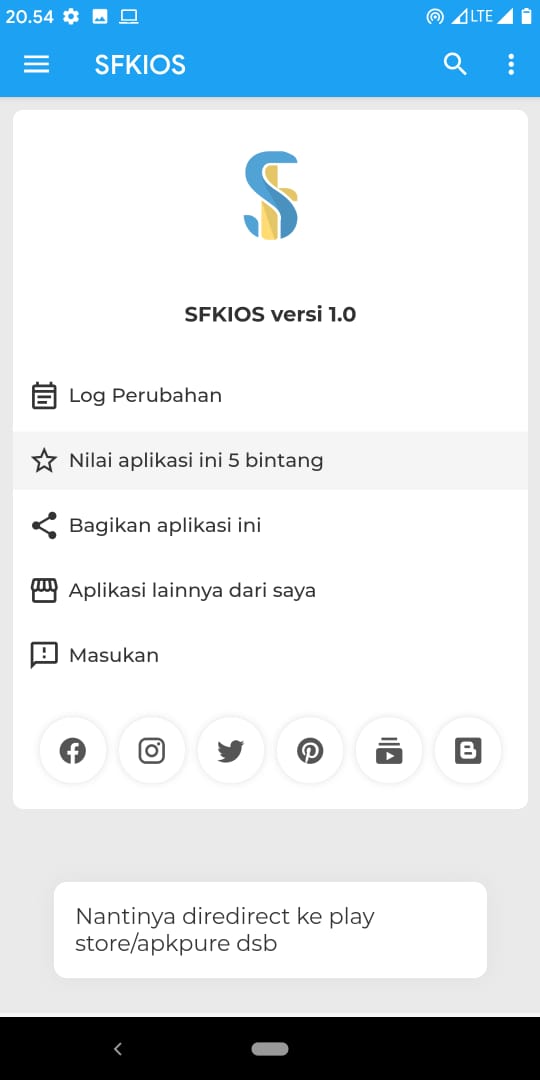 20.54 LTE
SFKIOS
SFKIOS versi 1.0
Log Perubahan
Nilai aplikasi ini 5 bintang
Bagikan aplikasi ini
Aplikasi lainnya dari saya
Masukan
Nantinya diredirect ke play
store/apkpure dsb